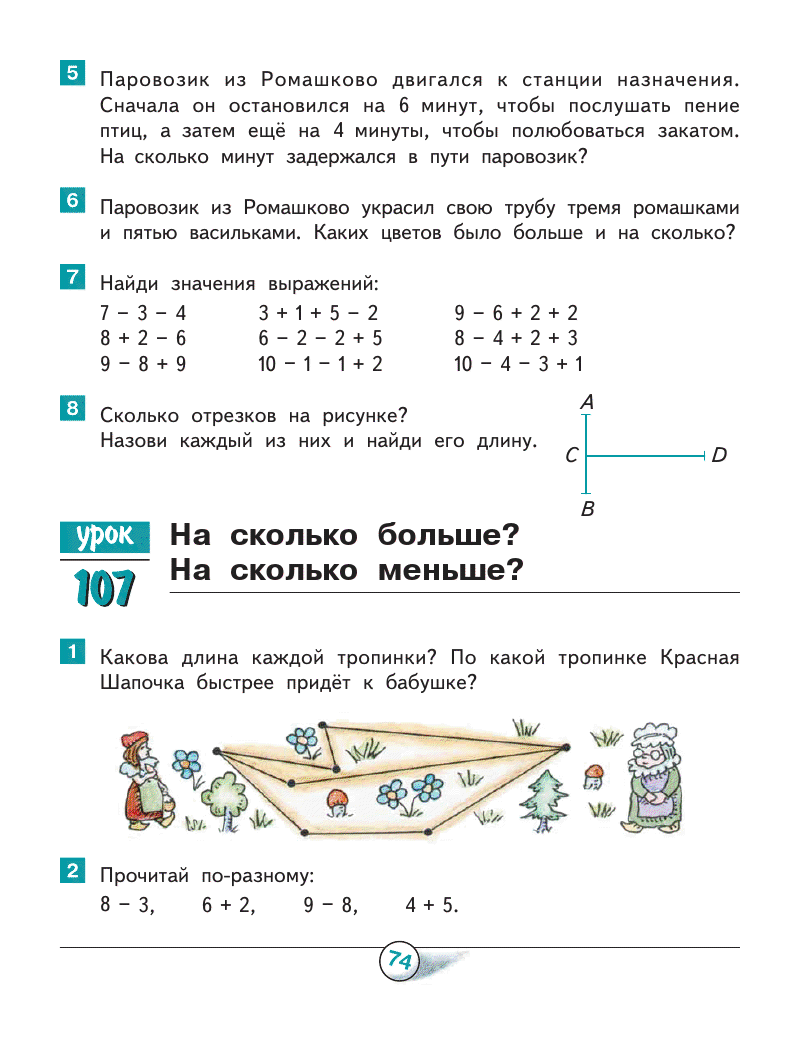 5 Паровозик из Ромашково двигался к станции назначения.
Сначала он остановился на 6 минут, чтобы послушать пение
птиц, а затем ещё на 4 минуты, чтобы полюбоваться закатом.
На сколько минут задержался в пути паровозик?
6 Паровозик из Ромашково украсил свою трубу тремя ромашками
и пятью васильками. Каких цветов было больше и на сколько?
7 Найди значения выражений:
7 – 3 – 4 3 + 1 + 5 – 2 9 – 6 + 2 + 2
8 + 2 – 6 6 – 2 – 2 + 5 8 – 4 + 2 + 3
9 – 8 + 9 10 – 1 – 1 + 2 10 – 4 – 3 + 1
8 Сколько отрезков на рисунке?
Назови каждый из них и найди его длину.
A
C D
B
урок
107
На сколько больше?
На сколько меньше?
1 Какова длина каждой тропинки? По какой тропинке Красная
Шапочка быстрее придёт к бабушке?
2 Прочитай по-разному:
8 – 3, 6 + 2, 9 – 8, 4 + 5.
74